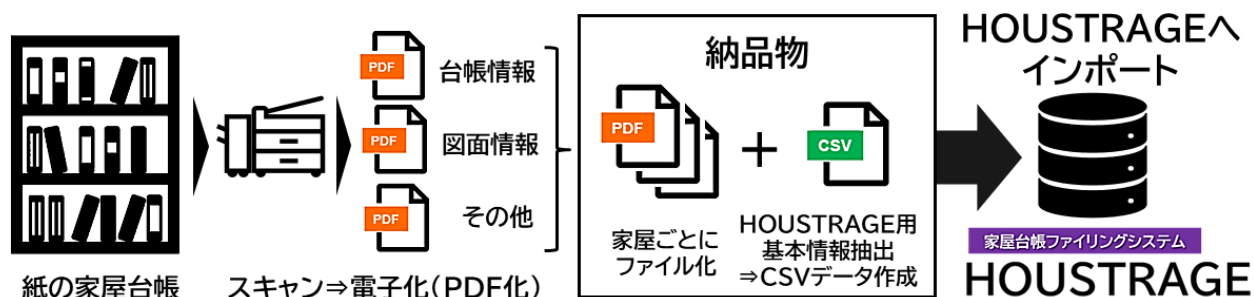 紙の家屋台帳
スキャン⇒電子化(PDF化)
PDF
台帳情報
PDF
図面情報
PDF
その他
納品物
PDF
+
CSV
家屋ごとに
ファイル化
HOUSTRAGE用
基本情報抽出
⇒CSVデータ作成
HOUSTRAGEへ
インポート
家屋台帳ファイリングシステム
HOUSTRAGE